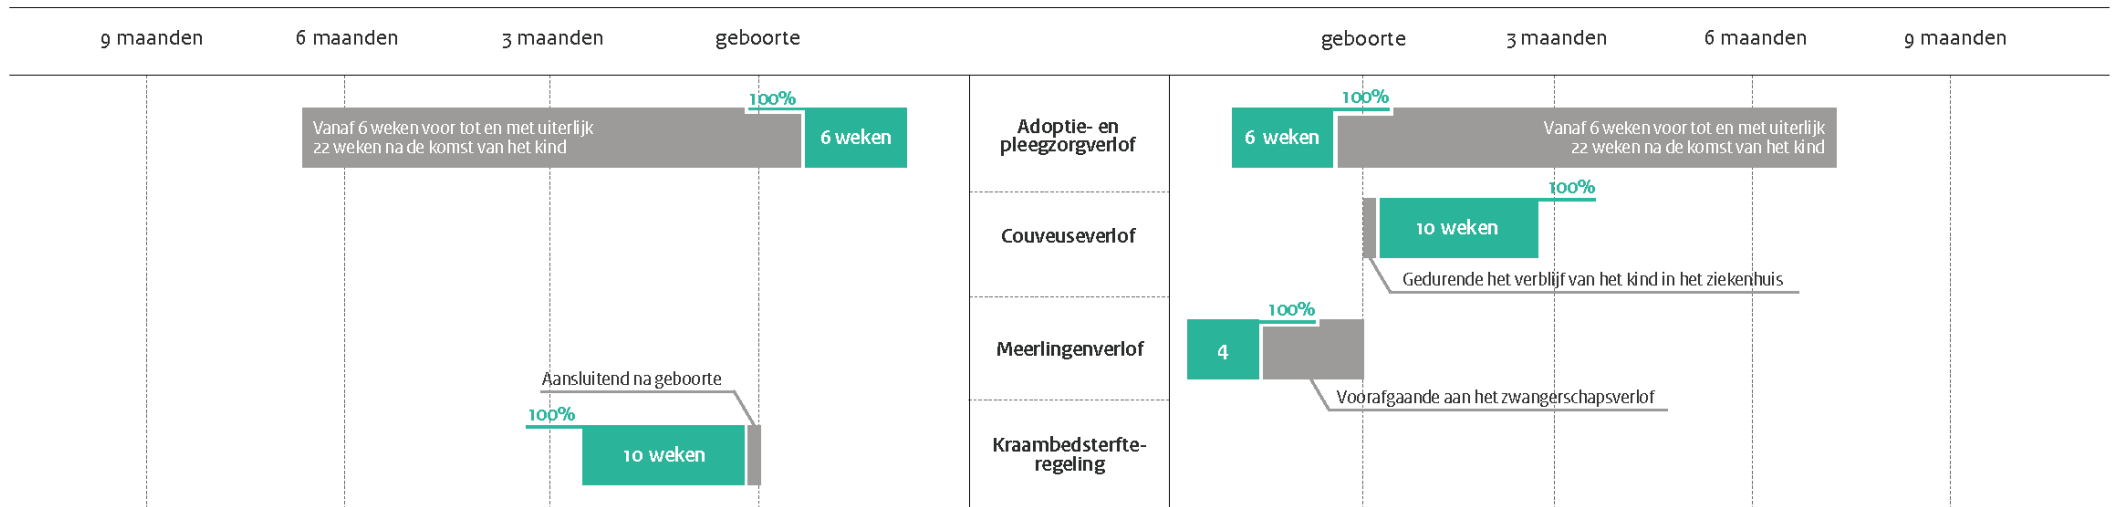 9 maanden
6 maanden
3 maanden
geboorte
geboorte
3 maanden
6 maanden
9 maanden
100%
Vanaf 6 weken voor tot en met uiterlijk
22 weken na de komst van het kind
6 weken
Adoptie- en
pleegzorgverlof
100%
6 weken
Vanaf 6 weken voor tot en met uiterlijk
22 weken na de komst van het kind
Couveuseverlof
100%
10 weken
Gedurende het verblijf van het kind in het ziekenhuis
Meerlingenverlof
100%
4
Voorafgaande aan het zwangerschapsverlof
Aansluitend na geboorte
100%
10 weken
Kraambedsterfte-
regeling